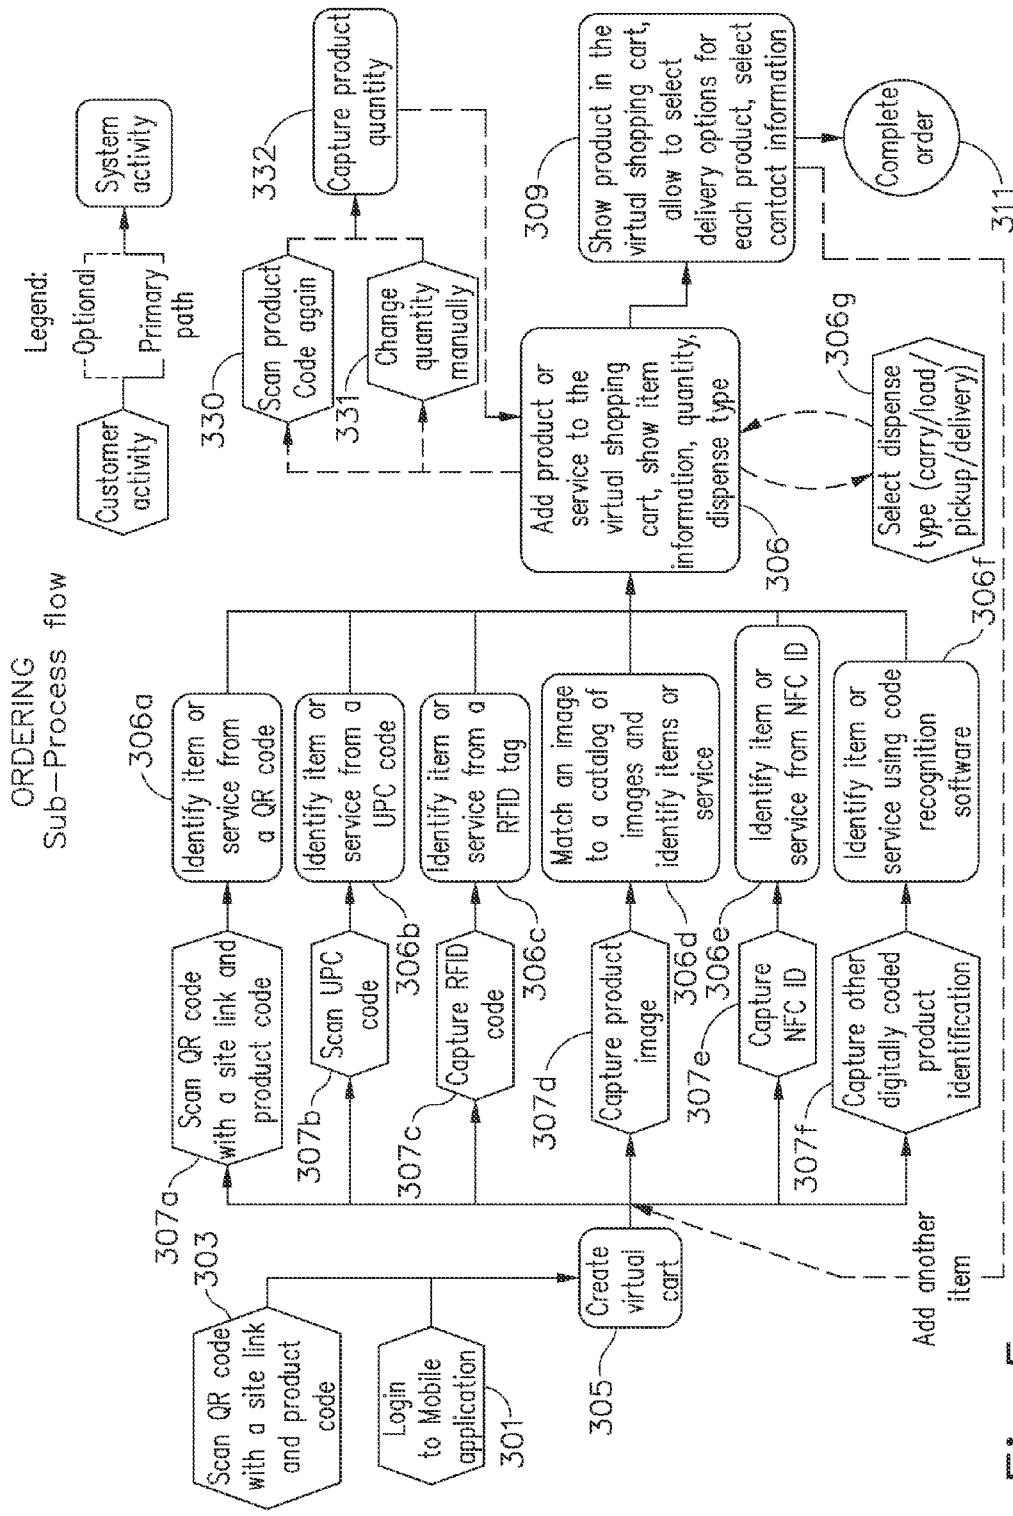 ORDERING
Sub-Process flow
Legend:
Customer
activity
Optional
Primary
path
System
activity
303
Scan QR code
with a site link
and product
code
Login
to Mobile
application
301
Create
virtual
cart
305
307a
Scan QR code
with a site link and
product code
307b
Scan UPC
code
307c
Capture RFID
code
307d
Capture product
image
307e
Capture
NFC ID
307f
Capture other
digitally coded
product
identification
306a
Identify item or
service from
a QR code
Identify item or
service from a
UPC code
306b
Identify item or
service from a
RFID tag
306c
Match an image
to a catalog of
images and
identify items or
service
306d
306e
Identify item or
service from NFC ID
Identify item or
service using code
recognition
software
306f
330
Scan product
Code again
331
Change
quantity
manually
332
Capture product
quantity
Add product or
service to the
virtual shopping
cart, show item
information, quantity,
dispense type
306
306g
Select dispense
type (carry/load/
pickup/delivery)
309
Show product in the
virtual shopping cart,
allow to select
delivery options for
each product, select
contact information
Complete
order
311
Add another
item